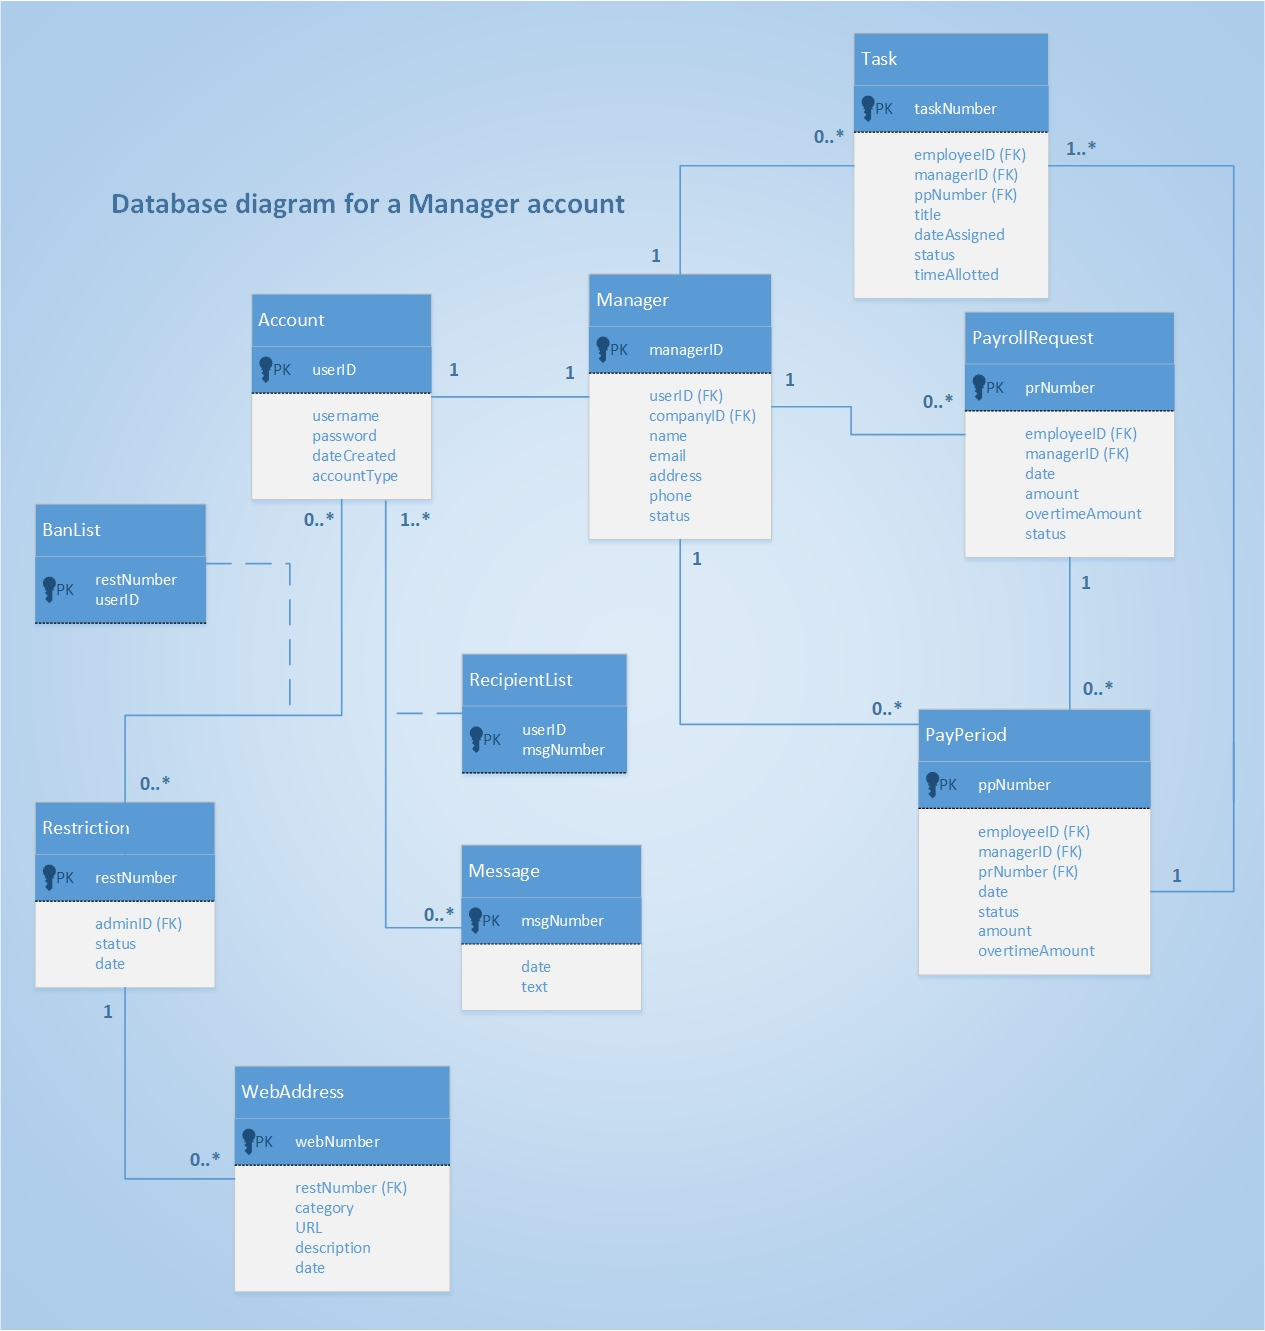 Database diagram for a Manager account
Task
PK taskNumber
employeeID (FK)
managerID (FK)
ppNumber (FK)
title
dateAssigned
status
timeAllotted
0..*
1..*
1
Manager
PK managerID
userID (FK)
companyID (FK)
name
email
address
phone
status
1
1
1
1
Account
PK userID
username
password
dateCreated
accountType
0..*
1..*
PayrollRequest
PK prNumber
employeeID (FK)
managerID (FK)
date
amount
overtimeAmount
status
0..*
1
BanList
PK restNumber
userID
RecipientList
PK userID
msgNumber
0..*
0..*
PayPeriod
PK ppNumber
employeeID (FK)
managerID (FK)
prNumber (FK)
date
status
amount
overtimeAmount
1
0..*
Restriction
PK restNumber
adminID (FK)
status
date
1
Message
PK msgNumber
date
text
0..*
WebAddress
PK webNumber
restNumber (FK)
category
URL
description
date
0..*